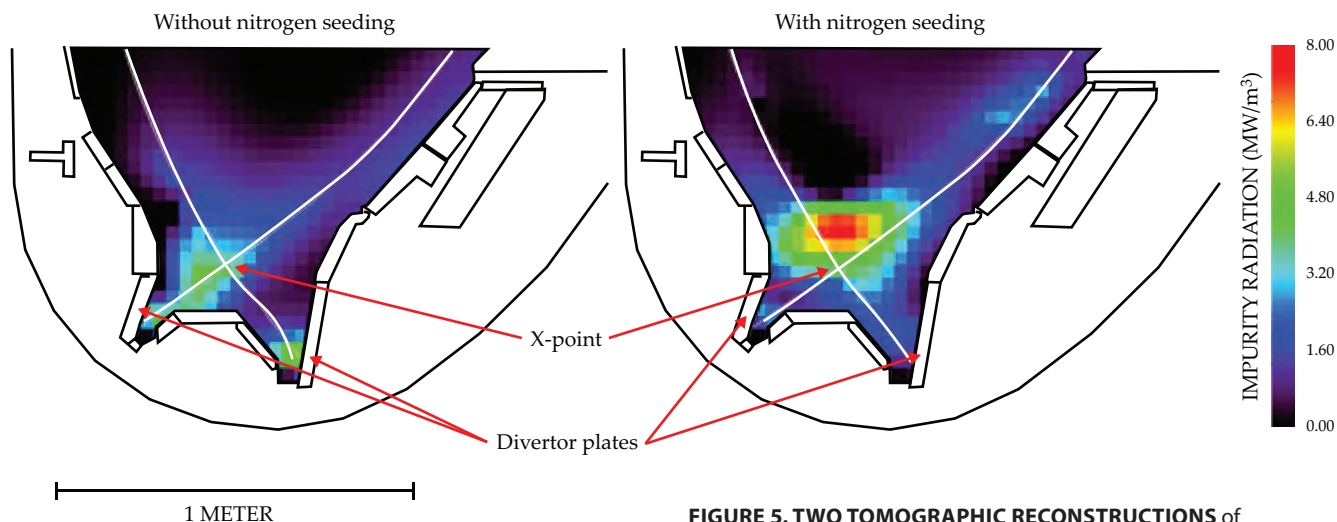 Without nitrogen seeding
With nitrogen seeding
8.00
6.40
4.80
3.20
1.60
0.00
IMPURITY RADIATION (MW/m³)
X-point
Divertor plates
1 METER
FIGURE 5. TWO TOMOGRAPHIC RECONSTRUCTIONS of